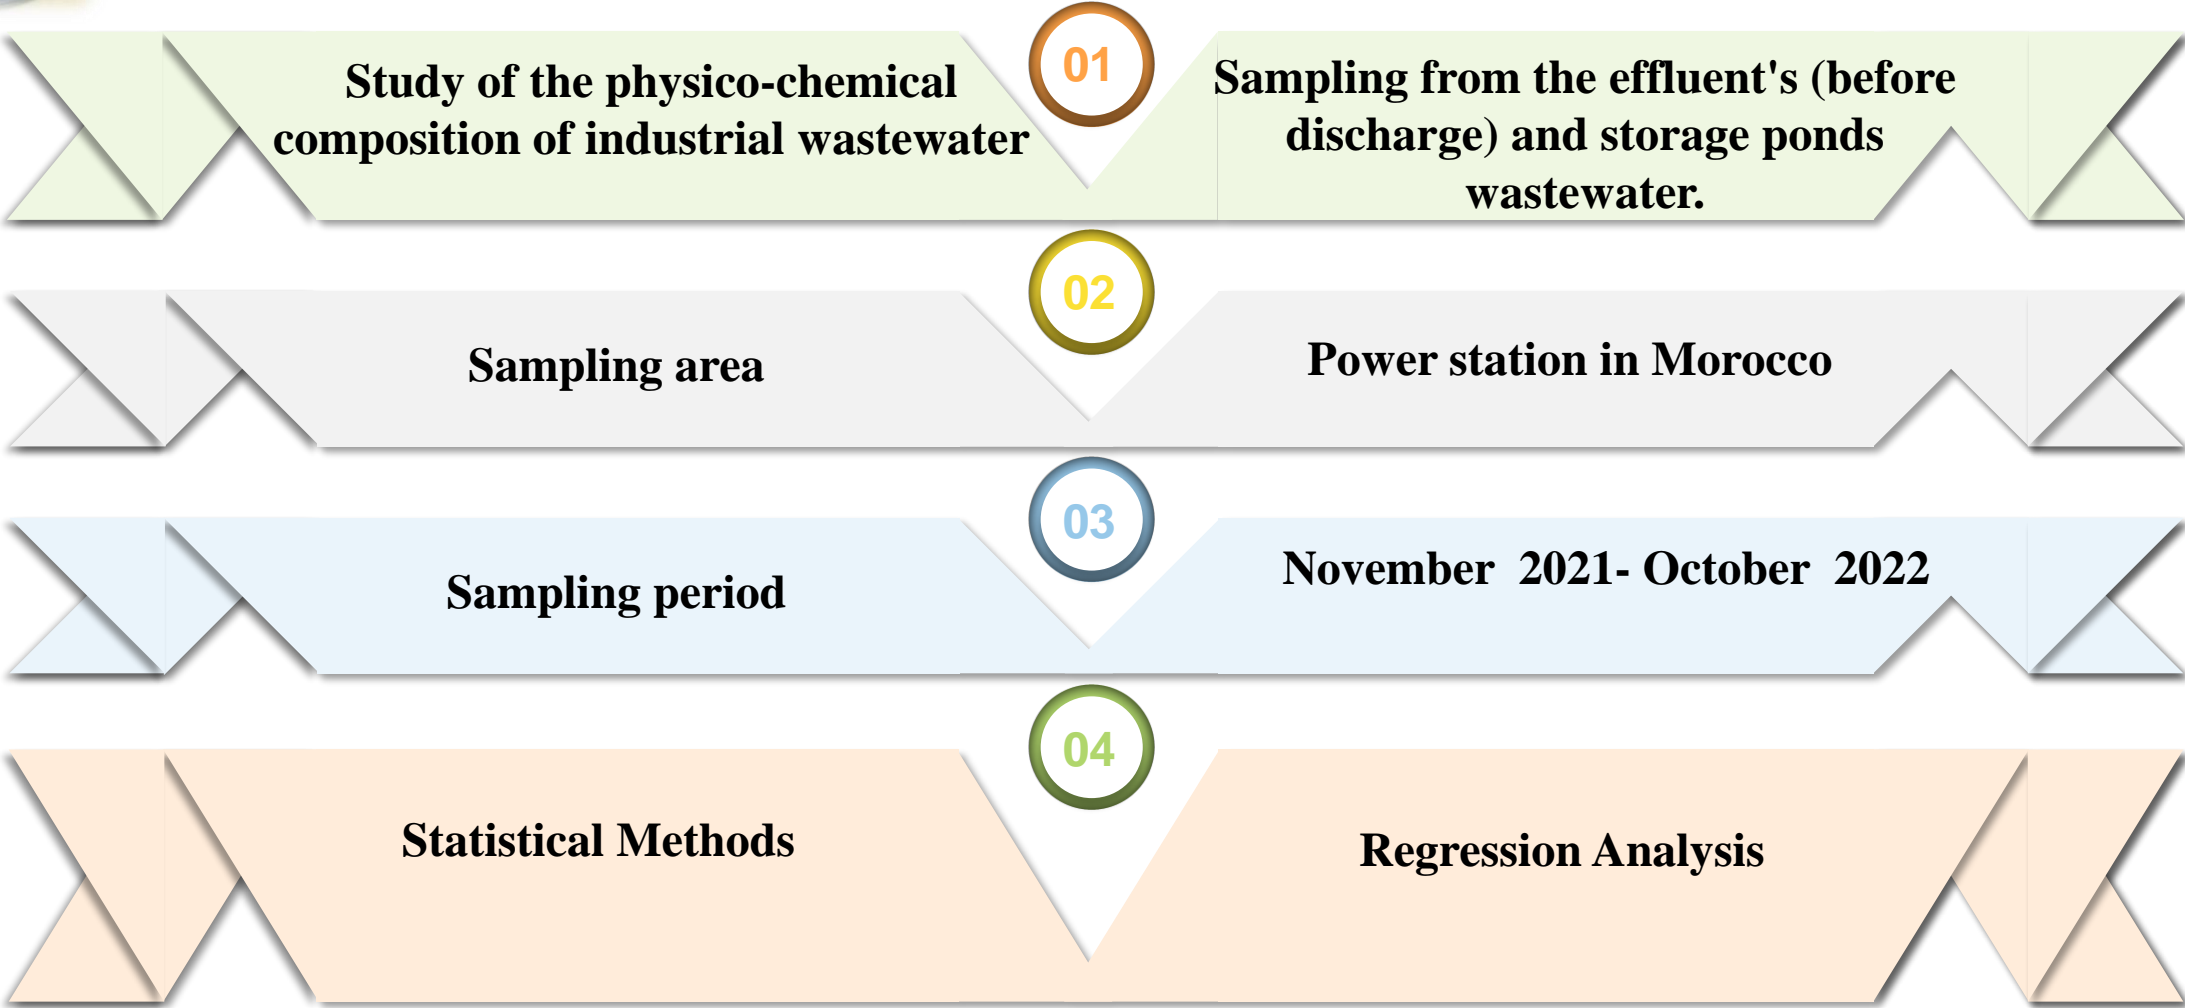 01
Study of the physico-chemical
composition of industrial wastewater
Sampling from the effluent's (before
discharge) and storage ponds
wastewater.
02
Sampling area
Power station in Morocco
03
Sampling period
November  2021- October  2022
04
Statistical Methods
Regression Analysis